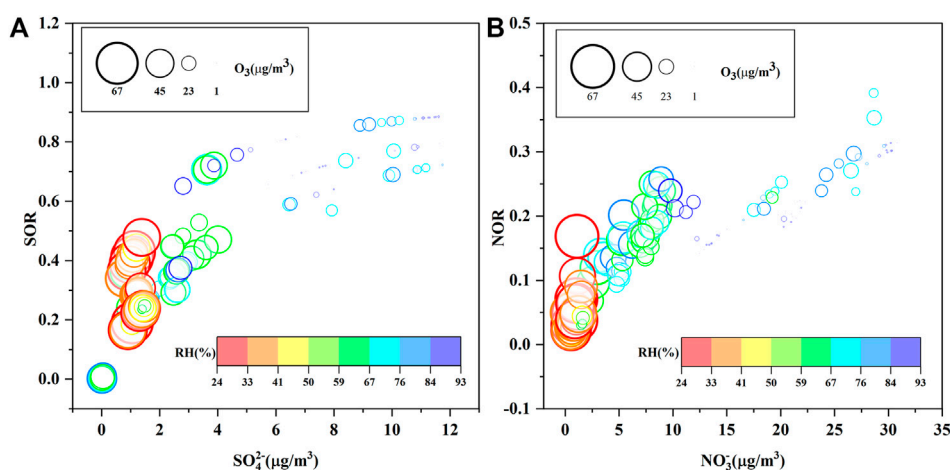 A
B
1.2
1.0
0.8
0.6
0.4
0.2
0.0
SOR
O₃(μg/m³)
67 45 23 1
RH(%)
24 33 41 50 59 67 76 84 93
0 2 4 6 8 10 12
SO₄²⁻(μg/m³)
0.5
0.4
0.3
0.2
0.1
0.0
-0.1
NOR
O₃(μg/m³)
67 45 23 1
RH(%)
24 33 41 50 59 67 76 84 93
0 5 10 15 20 25 30 35
NO₃⁻(μg/m³)